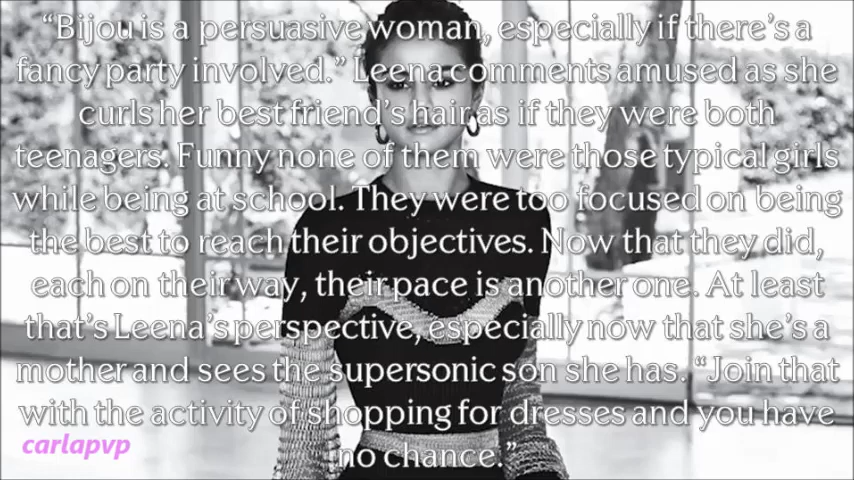 “Bijou is a persuasive woman, especially if there’s a
fancy party involved.” Leena comments amused as she
curls her best friend’s hair as if they were both
teenagers. Funny none of them were those typical girls
while being at school. They were too focused on being
the best to reach their objectives. Now that they did,
each on their way, their pace is another one. At least
that’s Leena’s perspective, especially now that she’s a
mother and sees the supersonic son she has. “Join that
with the activity of shopping for dresses and you have
no chance.”
carlapvp